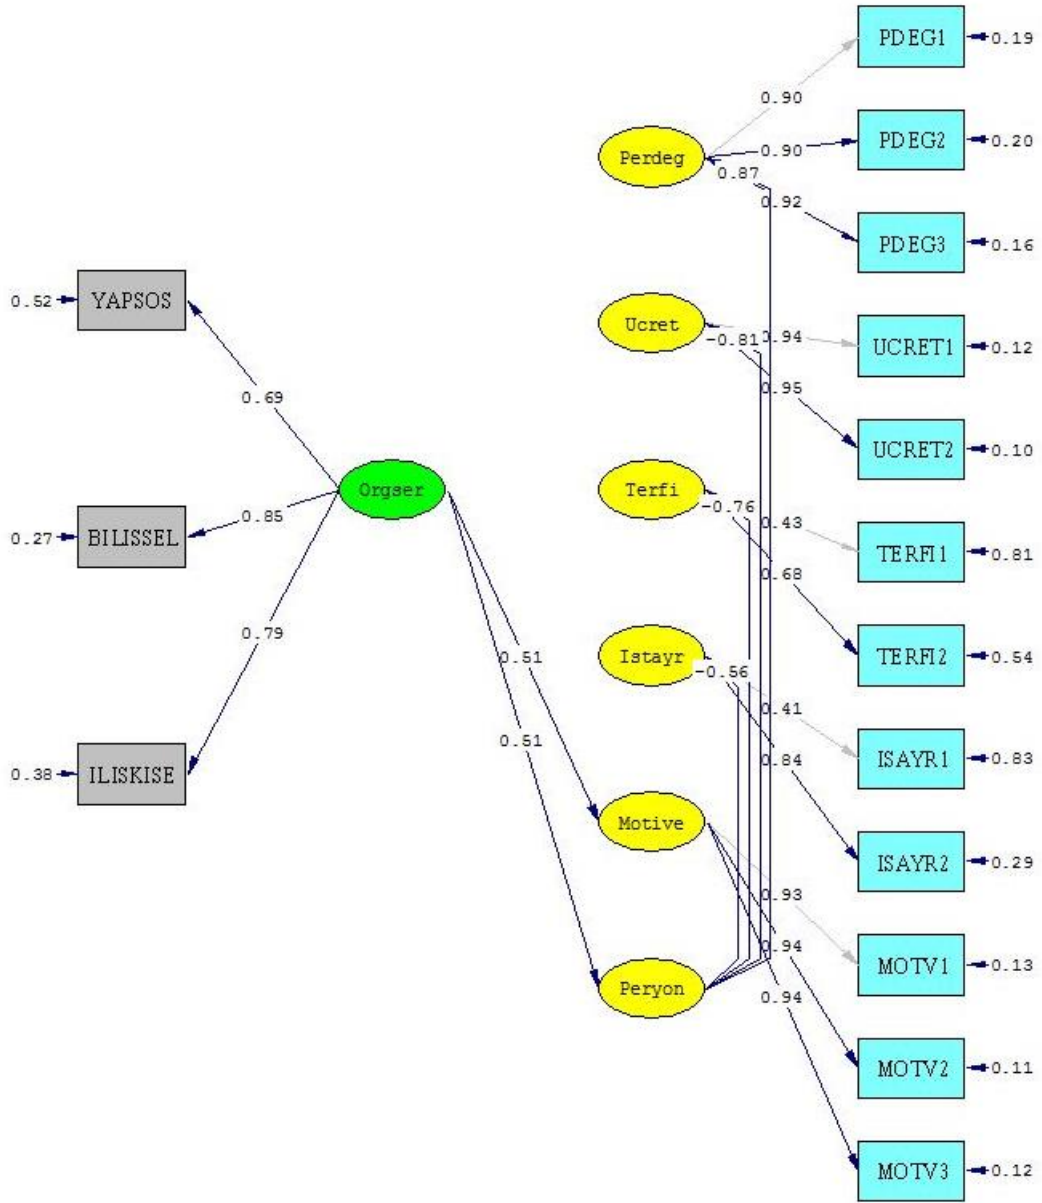 PDEG1
0.19
0.90
PDEG2
0.20
Perdeg
0.90
0.87
0.92
PDEG3
0.16
0.52
YAPSOS
Ucret
-0.81
0.94
UCRET1
0.12
0.69
0.95
UCRET2
0.10
Orgser
Terfi
-0.76
0.43
TERFI1
0.81
0.85
0.27
BILISSEL
0.68
0.79
0.51
Istayr
-0.56
TERFI2
0.54
0.41
0.51
0.84
ISAYR1
0.83
0.38
ILISKISE
Motive
ISAYR2
0.29
0.93
0.94
MOTV1
0.13
Peryon
0.94
MOTV2
0.11
MOTV3
0.12